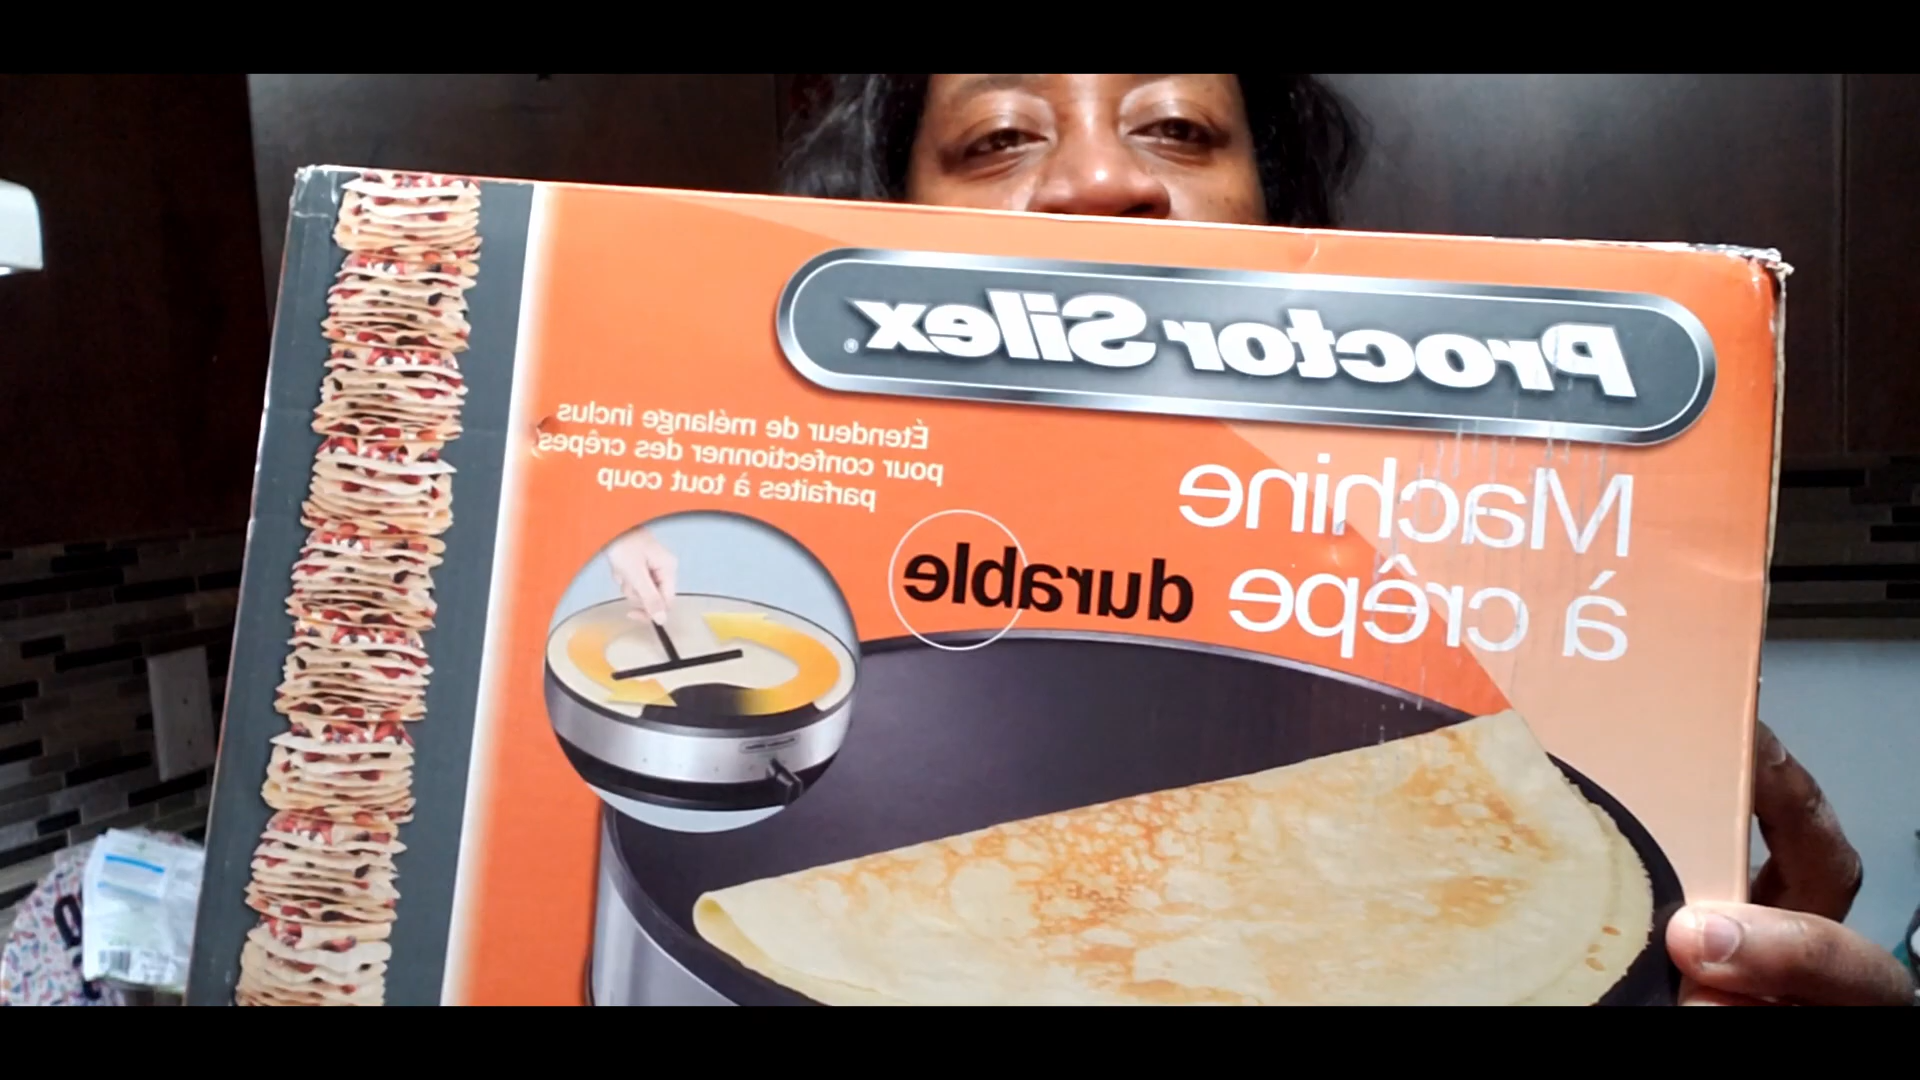 Proctor Silex®
Machine
à crêpe durable
Étendeur de mélange inclus
pour confectionner des crêpes
parfaites à tout coup